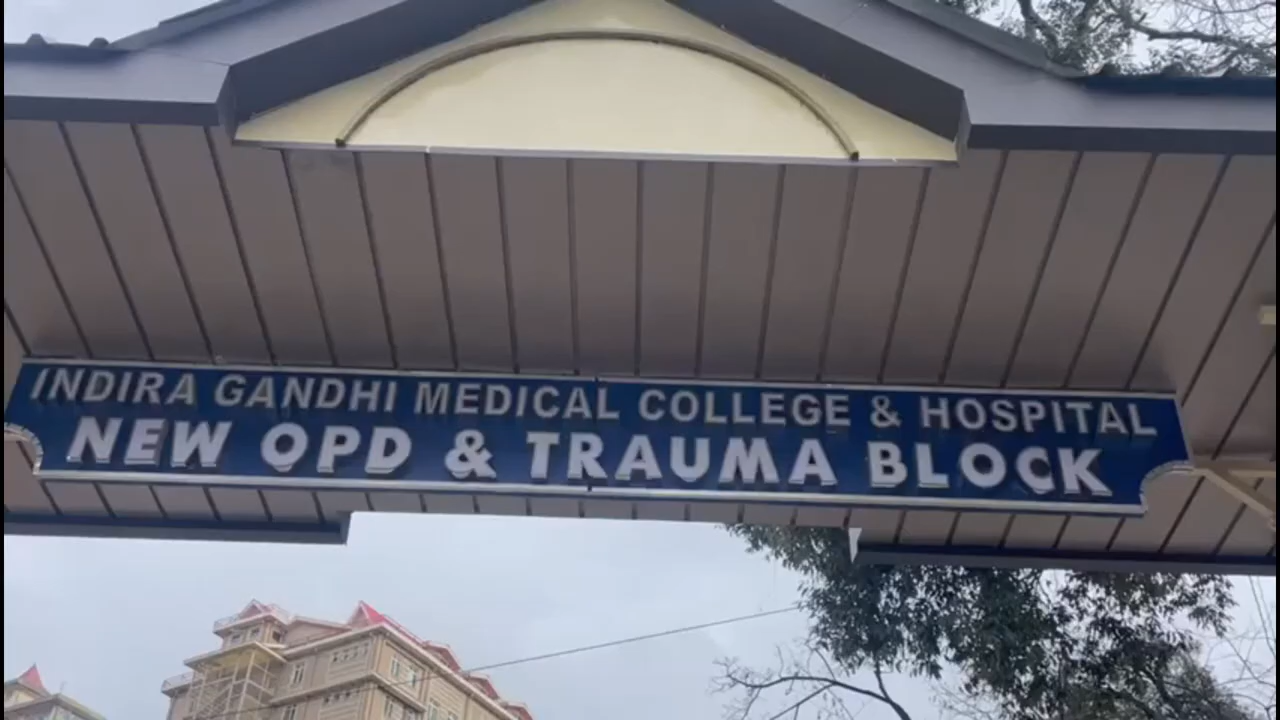 INDIRA GANDHI MEDICAL COLLEGE & HOSPITAL
NEW OPD & TRAUMA BLOCK